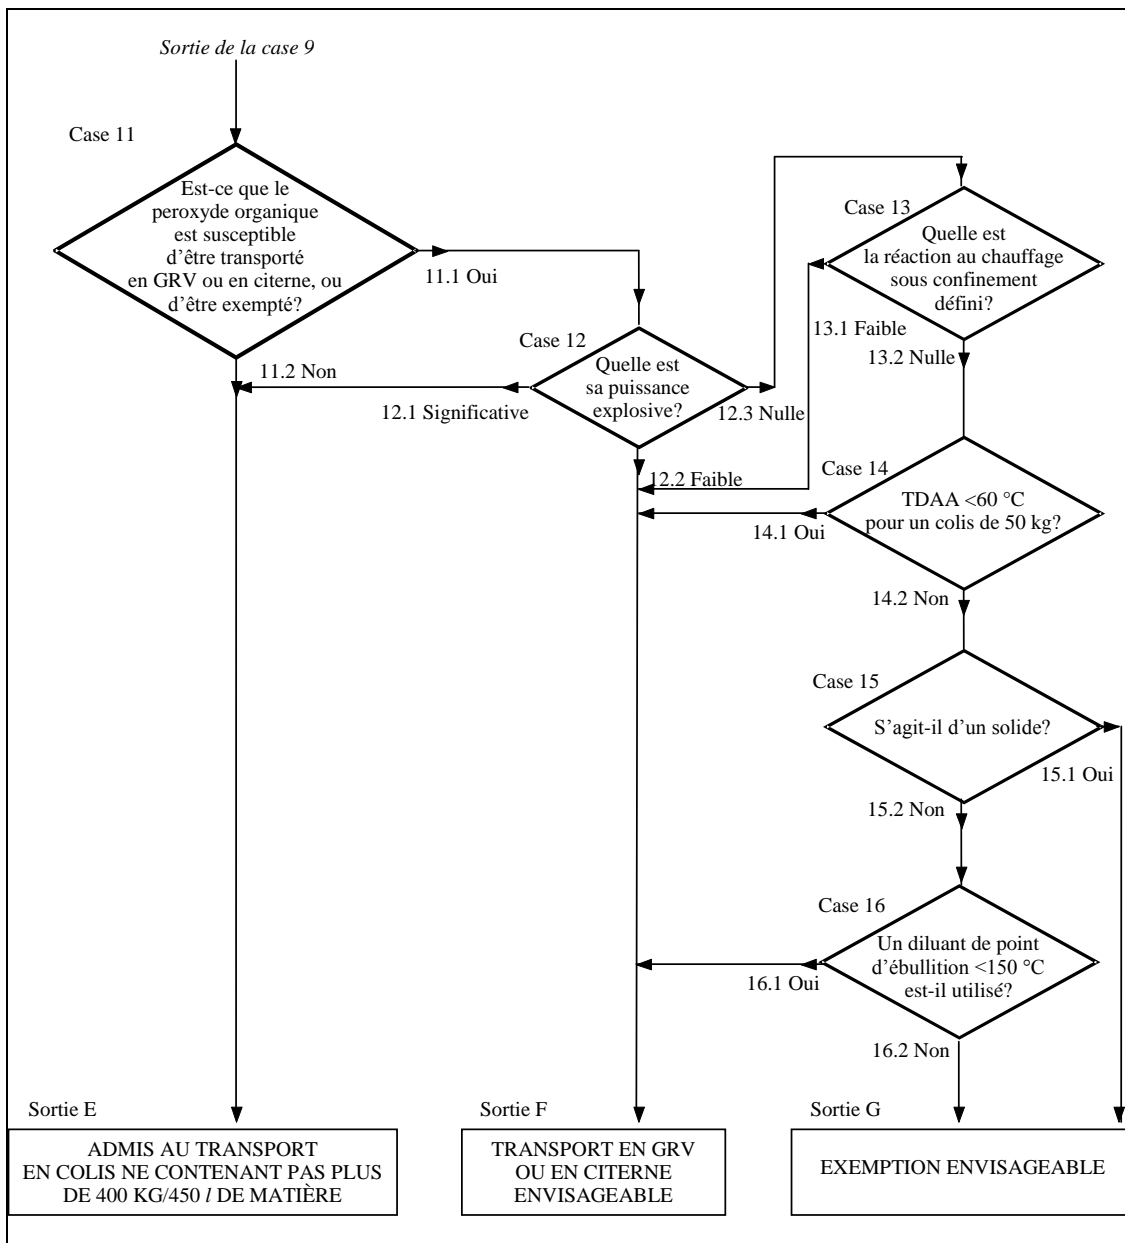 Sortie de la case 9
Case 11
Est-ce que le
peroxyde organique
est susceptible
d’être transporté
en GRV ou en citerne, ou
d’être exempté?
11.1 Oui
11.2 Non
Case 12
Quelle est
sa puissance
explosive?
12.1 Significative
12.2 Faible
12.3 Nulle
Case 13
Quelle est
la réaction au chauffage
sous confinement
défini?
13.1 Faible
13.2 Nulle
Case 14
TDAA <60 °C
pour un colis de 50 kg?
14.1 Oui
14.2 Non
Case 15
S’agit-il d’un solide?
15.1 Oui
15.2 Non
Case 16
Un diluant de point
d’ébullition <150 °C
est-il utilisé?
16.1 Oui
16.2 Non
Sortie E
ADMIS AU TRANSPORT
EN COLIS NE CONTENANT PAS PLUS
DE 400 KG/450 l DE MATIÈRE
Sortie F
TRANSPORT EN GRV
OU EN CITERNE
ENVISAGEABLE
Sortie G
EXEMPTION ENVISAGEABLE